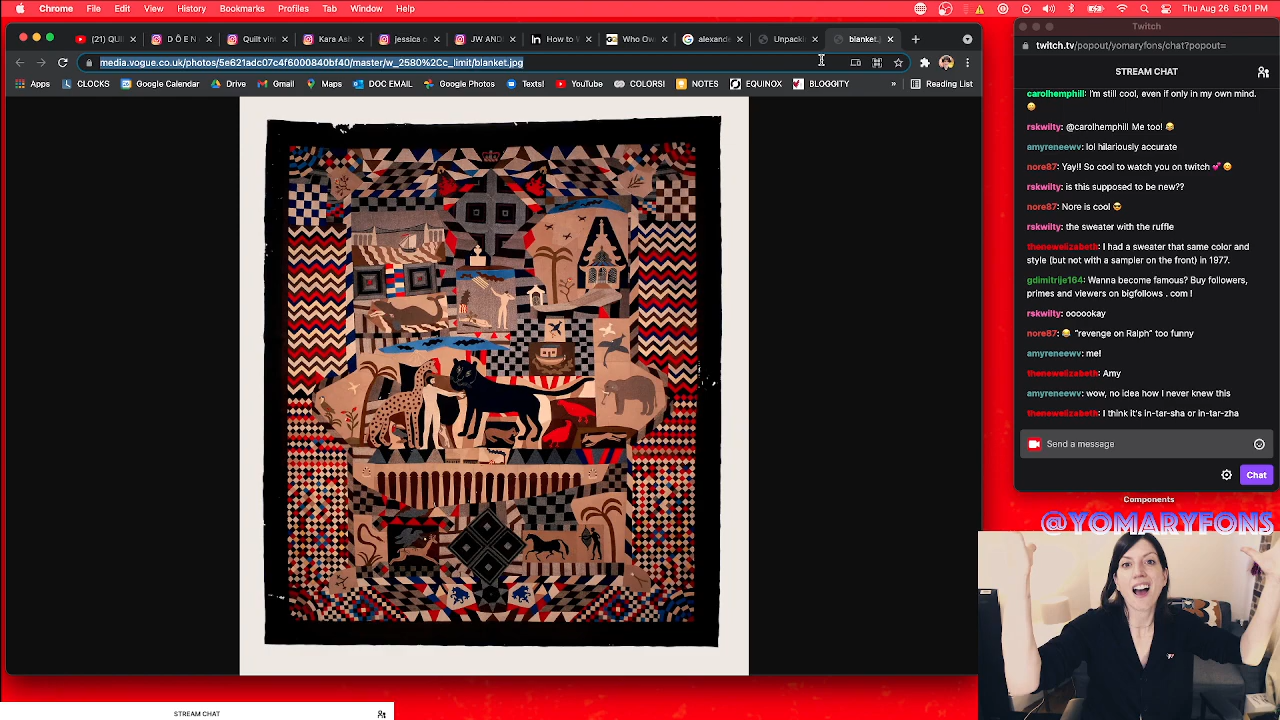 Chrome File Edit View History Bookmarks Profiles Tab Window Help
Thu Aug 26 6:01 PM
(21) QUI
D Ö E N
Quilt vin
Kara Ash
jessica c
JW AND
How to W
Who Ow
alexande
Unpackin
blanket.j
media.vogue.co.uk/photos/5e621adc07c4f6000840bf40/master/w_2580%2Cc_limit/blanket.jpg
Apps CLOCKS Google Calendar Drive Gmail Maps DOC EMAIL Google Photos Texts! YouTube COLORSI NOTES EQUINOX BLOGGITY » Reading List
Twitch
twitch.tv/popout/yomaryfons/chat?popout=
STREAM CHAT
carolhemphill: I'm still cool, even if only in my own mind.
rskwilty: @carolhemphill Me too!
amyreneewv: lol hilariously accurate
nore87: Yay!! So cool to watch you on twitch
rskwilty: is this supposed to be new??
nore87: Nore is cool
rskwilty: the sweater with the ruffle
thenewelizabeth: I had a sweater that same color and
style (but not with a sampler on the front) in 1977.
gdimitrije164: Wanna become famous? Buy followers,
primes and viewers on bigfollows . com !
rskwilty: ooookay
nore87: "revenge on Ralph" too funny
amyreneewv: me!
thenewelizabeth: Amy
amyreneewv: wow, no idea how I never knew this
thenewelizabeth: I think it's in-tar-sha or in-tar-zha
Send a message
Chat
Components
@YOMARYFONS
STREAM CHAT